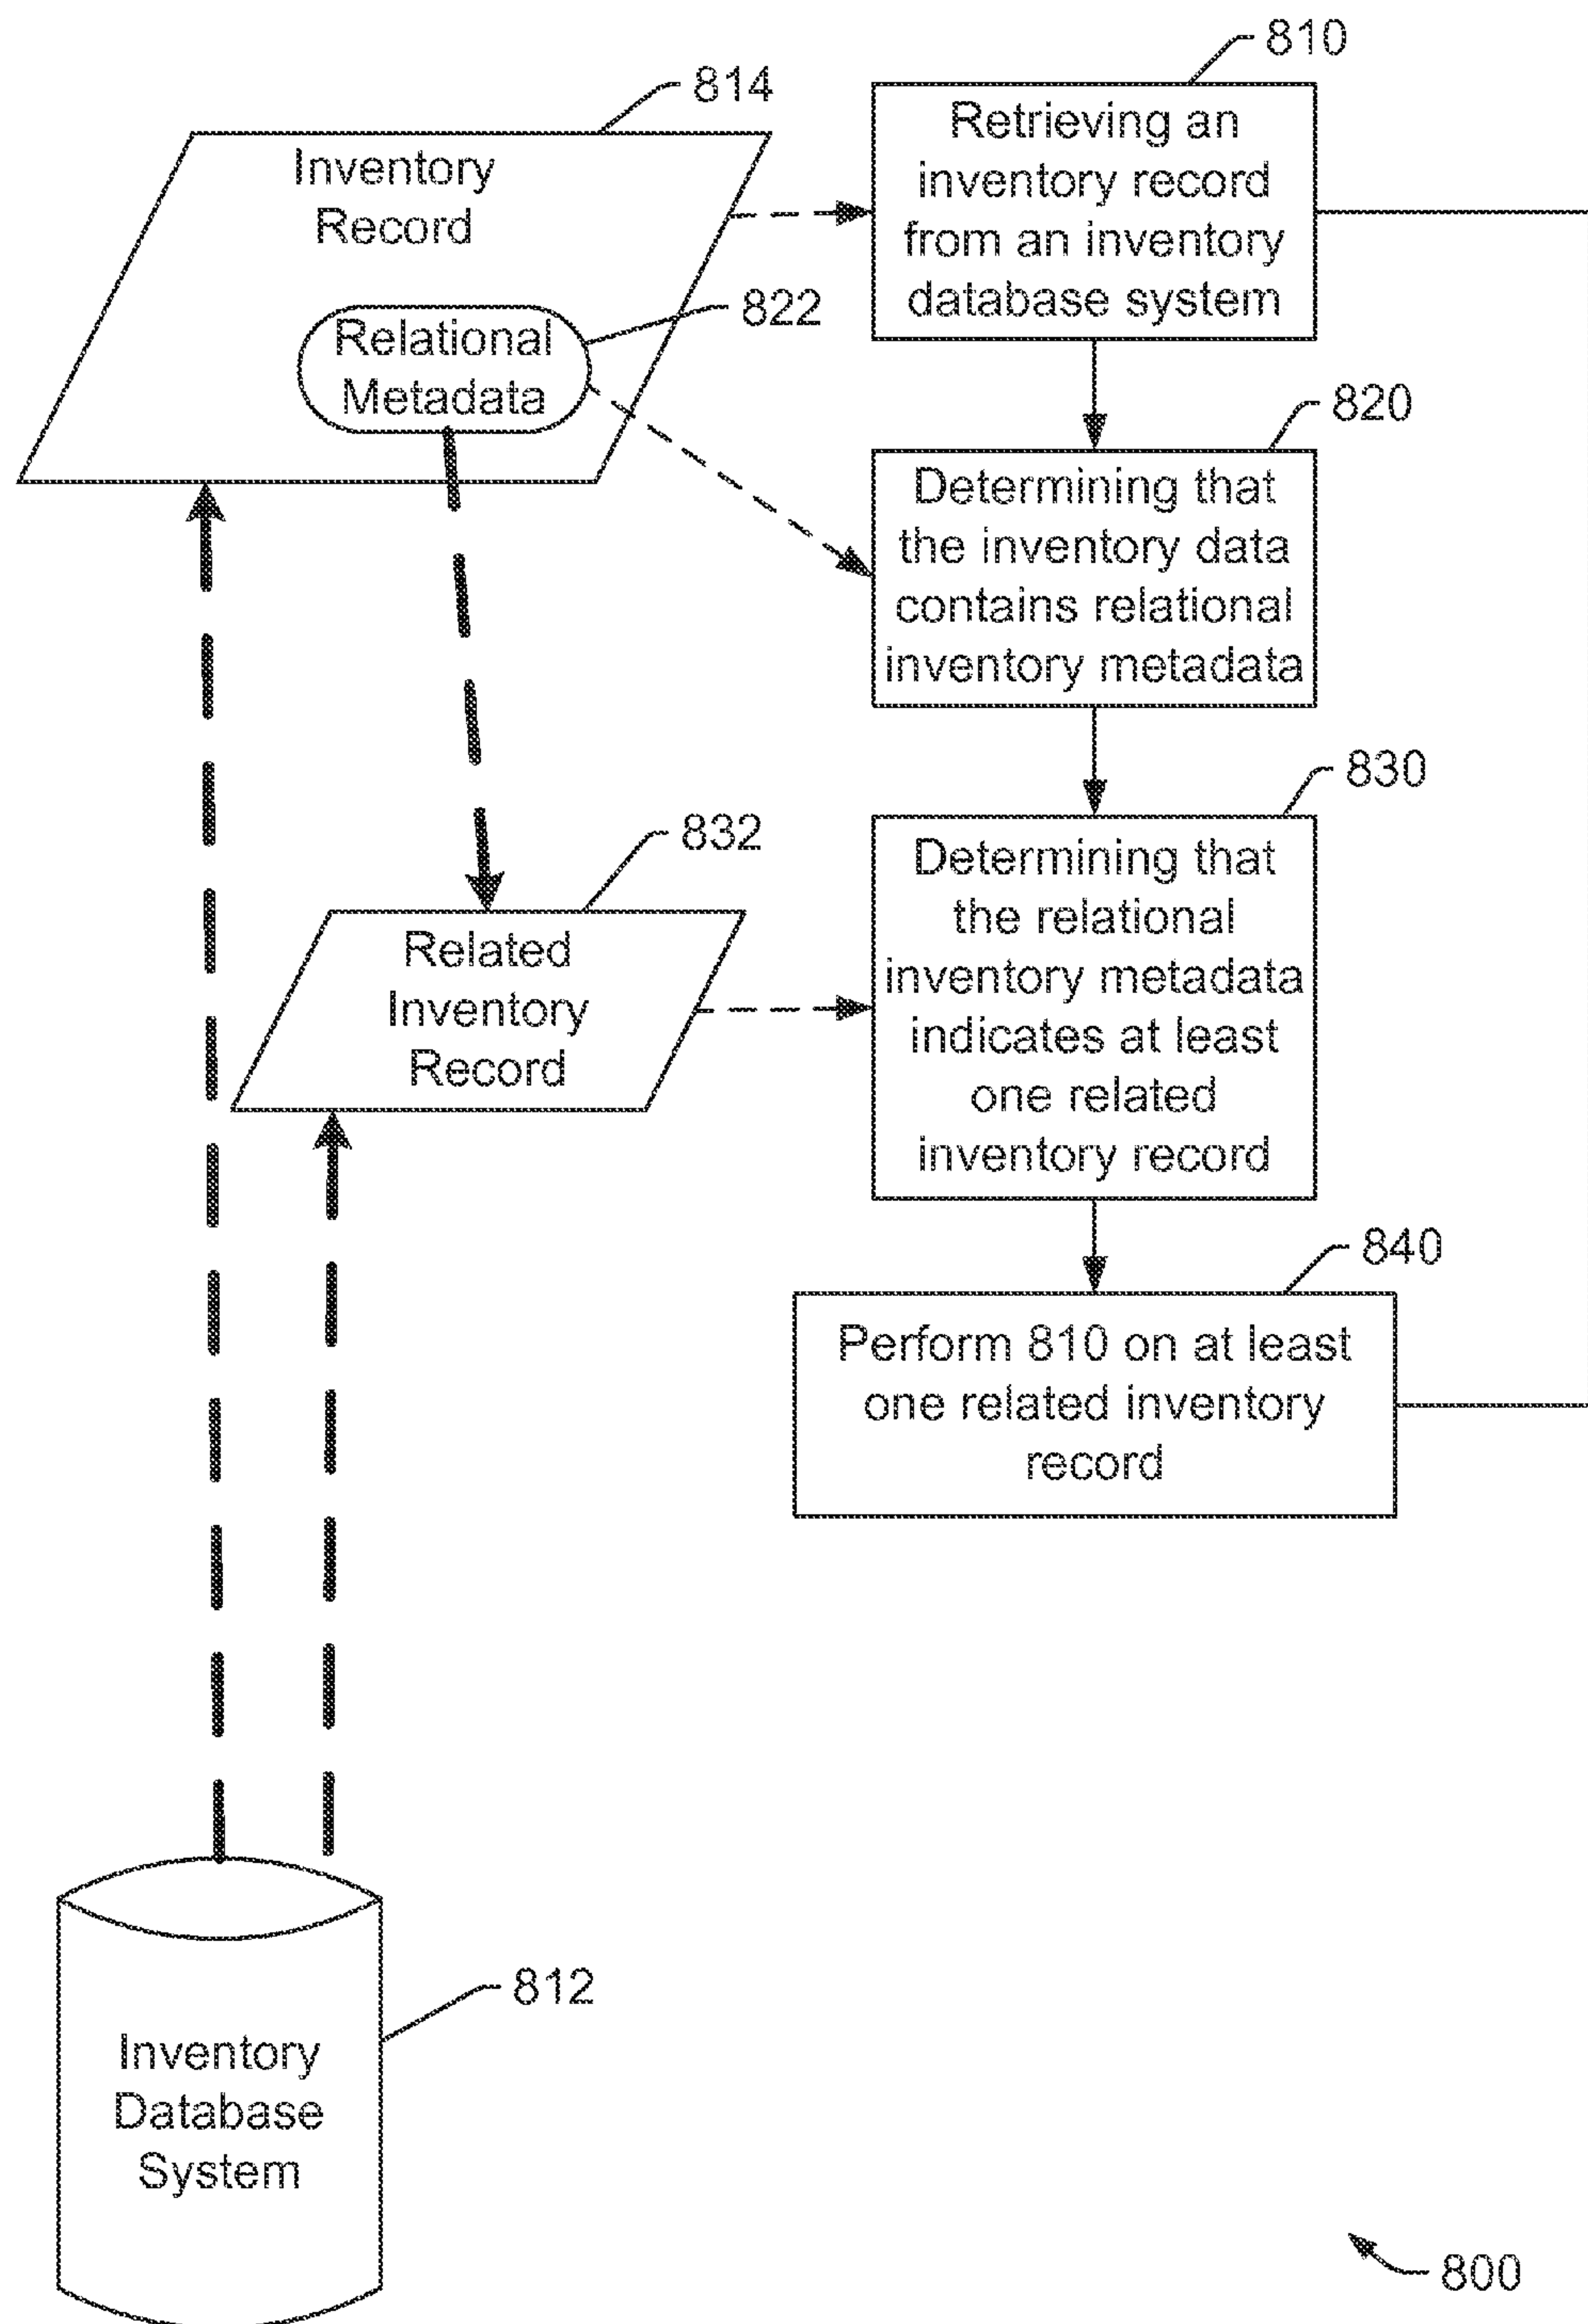 810
814
Retrieving an
inventory record
from an inventory
database system
Inventory
Record
822
Relational
Metadata
820
Determining that
the inventory data
contains relational
inventory metadata
830
832
Determining that
the relational
inventory metadata
indicates at least
one related
inventory record
Related
Inventory
Record
840
Perform 810 on at least
one related inventory
record
812
Inventory
Database
System
800